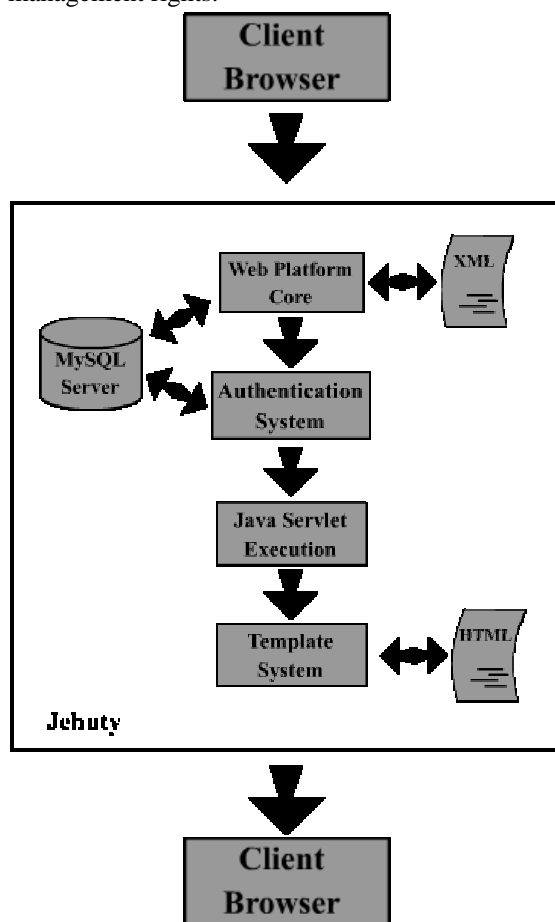 management rights.
Client
Browser
Web Platform
Core
XML
MySQL
Server
Authentication
System
Java Servlet
Execution
Template
System
HTML
Jehuty
Client
Browser